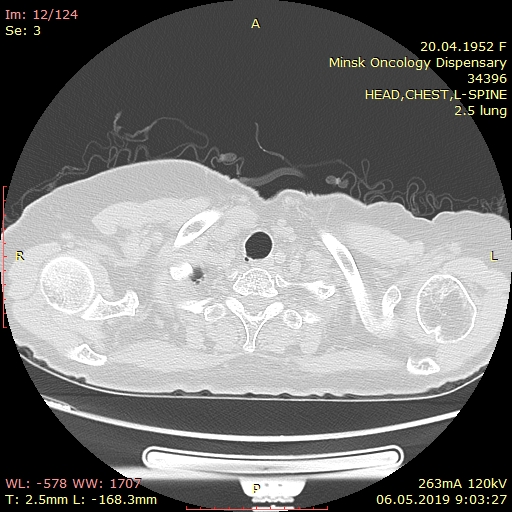 Im: 12/124
Se: 3
A
20.04.1952 F
Minsk Oncology Dispensary
34396
HEAD,CHEST,L-SPINE
2.5 lung
R
L
WL: -578 WW: 1707
T: 2.5mm L: -168.3mm
P
263mA 120kV
06.05.2019 9:03:27